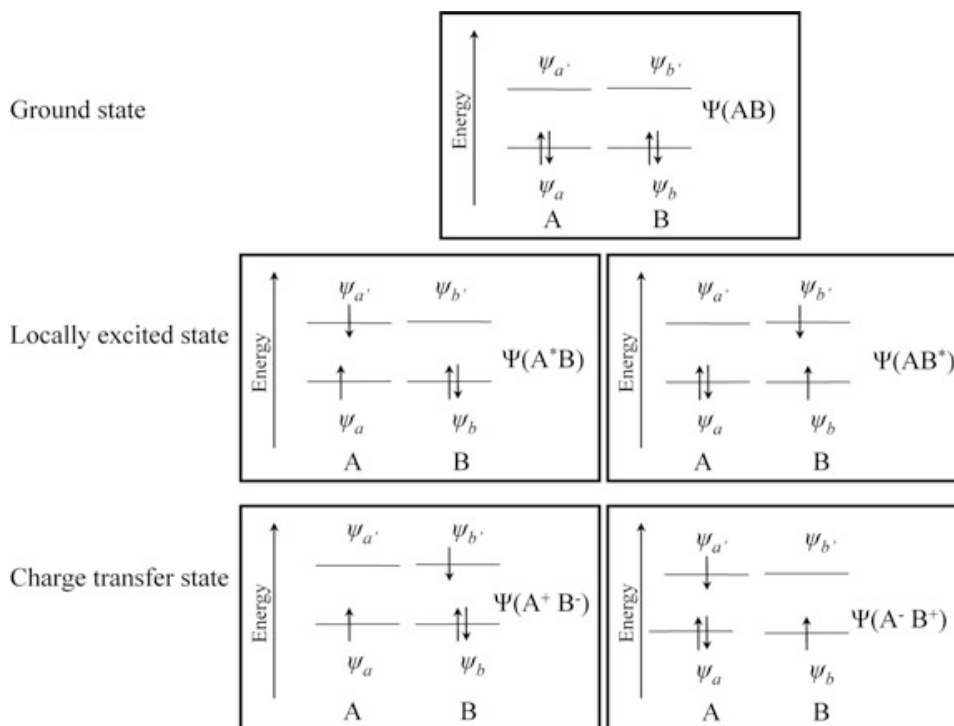 Ground state
Energy
ψa′ ψb′
Ψ(AB)
ψa ψb
A B
Locally excited state
Energy
ψa′ ψb′
Ψ(A*B)
ψa ψb
A B
Energy
ψa′ ψb′
Ψ(AB*)
ψa ψb
A B
Charge transfer state
Energy
ψa′ ψb′
Ψ(A+ B-)
ψa ψb
A B
Energy
ψa′ ψb′
Ψ(A- B+)
ψa ψb
A B